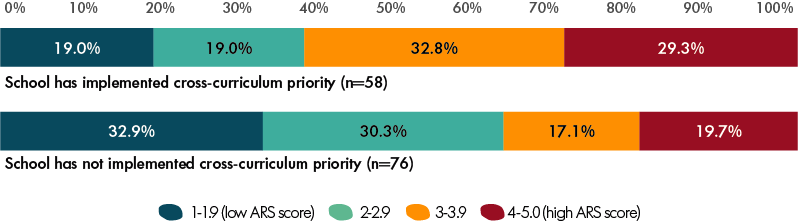 0% 10% 20% 30% 40% 50% 60% 70% 80% 90% 100%
19.0% 19.0% 32.8% 29.3%
School has implemented cross-curriculum priority (n=58)
32.9% 30.3% 17.1% 19.7%
School has not implemented cross-curriculum priority (n=76)
1-1.9 (low ARS score) 2-2.9 3-3.9 4-5.0 (high ARS score)